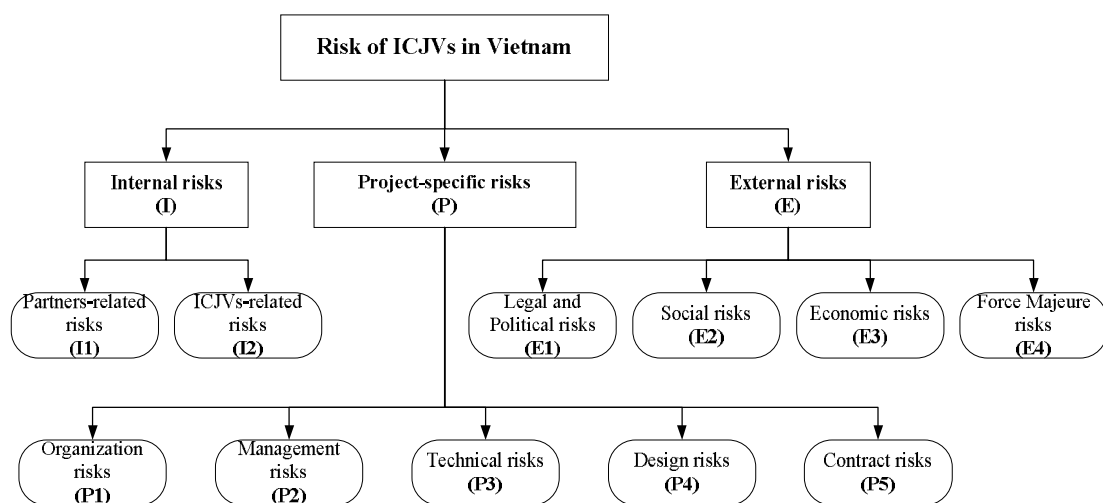 Risk of ICJVs in Vietnam
Internal risks
(I)
Project-specific risks
(P)
External risks
(E)
Partners-related
risks
(I1)
ICJVs-related
risks
(I2)
Legal and
Political risks
(E1)
Social risks
(E2)
Economic risks
(E3)
Force Majeure
risks
(E4)
Organization
risks
(P1)
Management
risks
(P2)
Technical risks
(P3)
Design risks
(P4)
Contract risks
(P5)